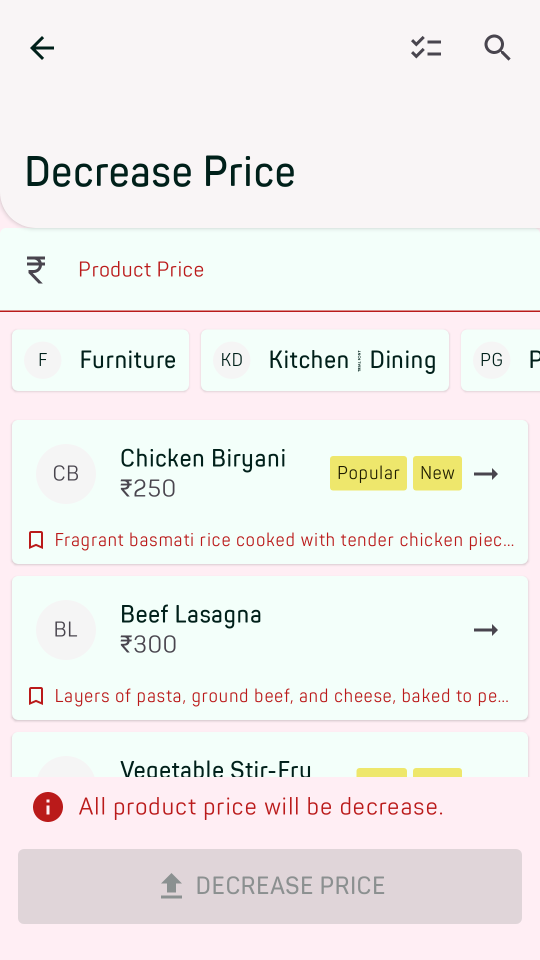 Decrease Price
₹ Product Price
F Furniture KD Kitchen Dining PG P
Chicken Biryani
CB Popular New
₹250
Fragrant basmati rice cooked with tender chicken piec...
Beef Lasagna
BL
₹300
Layers of pasta, ground beef, and cheese, baked to pe...
Vegetable Stir-Fry
All product price will be decrease.
DECREASE PRICE